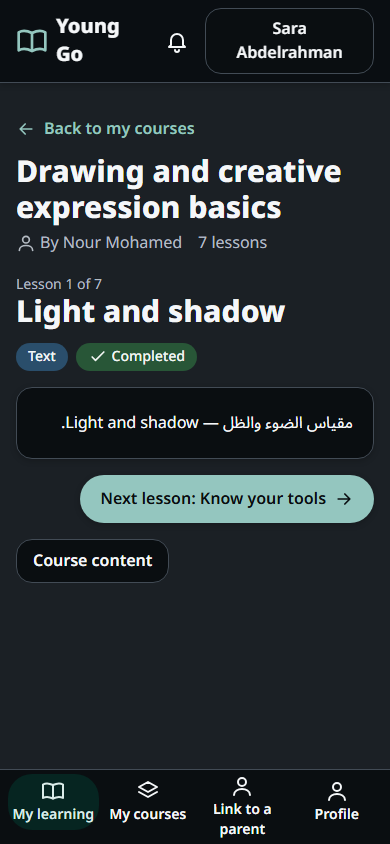 Young
Go
Sara
Abdelrahman
Back to my courses
Drawing and creative
expression basics
By Nour Mohamed 7 lessons
Lesson 1 of 7
Light and shadow
Text
Completed
مقياس الضوء والظل — Light and shadow.
Next lesson: Know your tools
Course content
My learning
My courses
Link to a
parent
Profile